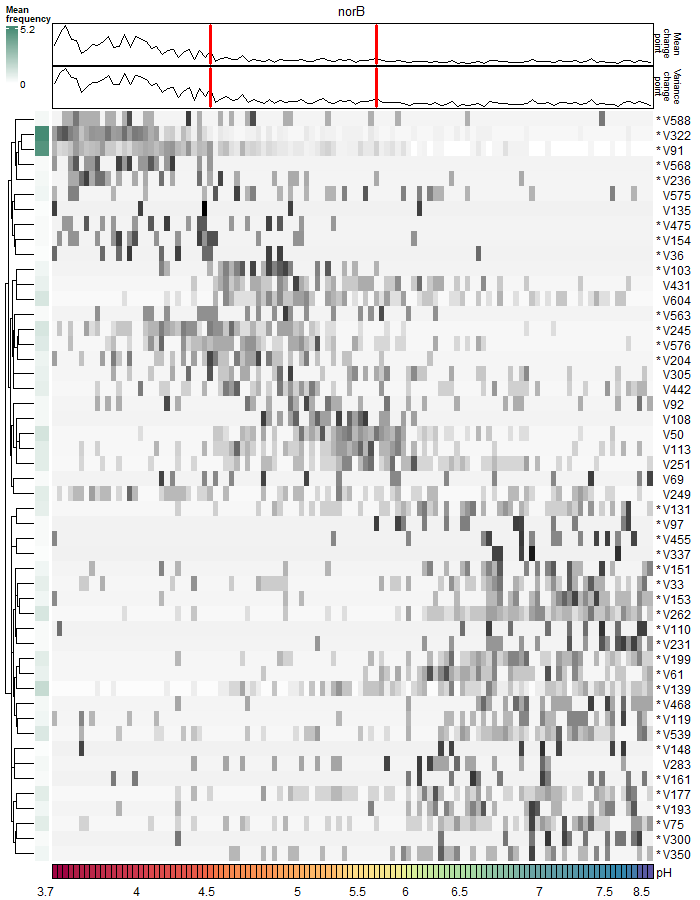 norB
Mean
frequency
5.2
0
Mean
change
point
Variance
change
point
* V588
* V322
* V91
* V568
* V236
V575
V135
* V475
* V154
* V36
* V103
V431
V604
* V563
* V245
* V576
* V204
V305
V442
V92
V108
V50
V113
V251
V69
V249
* V131
* V97
* V455
* V337
* V151
* V33
* V153
* V262
* V110
* V231
* V199
* V61
* V139
* V468
* V119
* V539
* V148
V283
* V161
* V177
* V193
* V75
* V300
* V350
pH
3.7 4 4.5 5 5.5 6 6.5 7 7.5 8.5